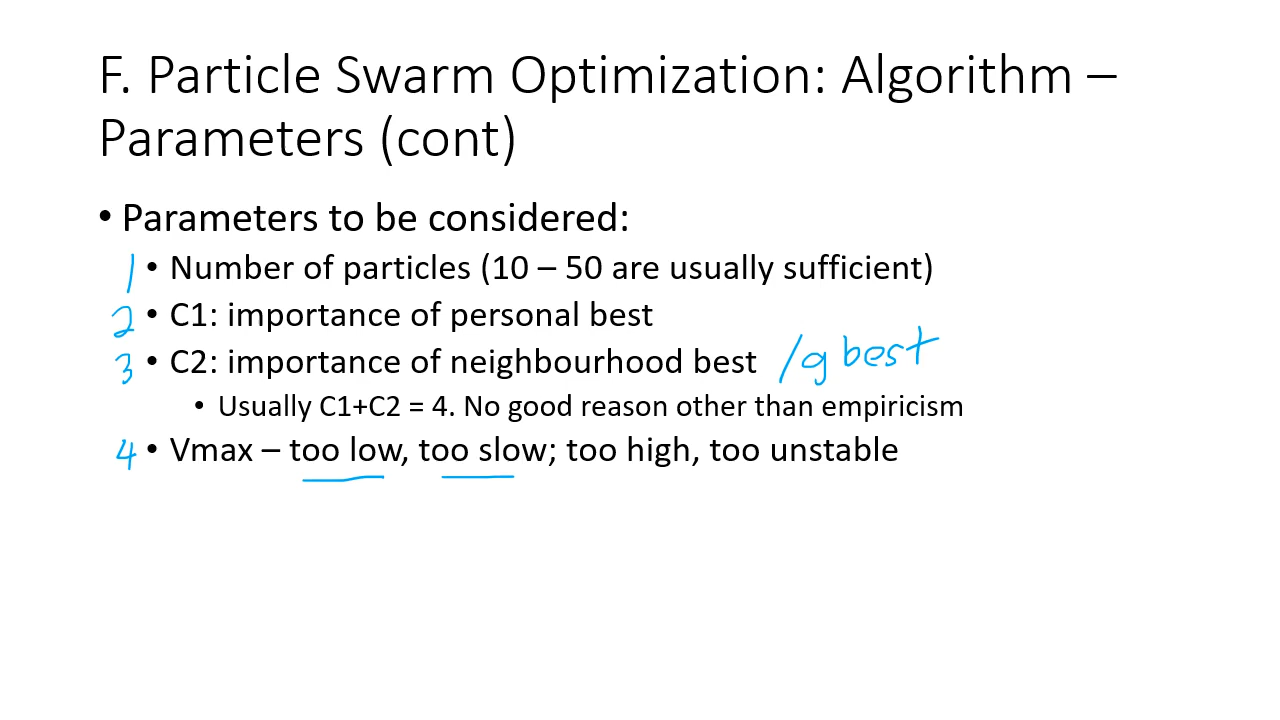 F. Particle Swarm Optimization: Algorithm –
Parameters (cont)
• Parameters to be considered:
1 • Number of particles (10 – 50 are usually sufficient)
2 • C1: importance of personal best
3 • C2: importance of neighbourhood best /g best
• Usually C1+C2 = 4. No good reason other than empiricism
4 • Vmax – too low, too slow; too high, too unstable